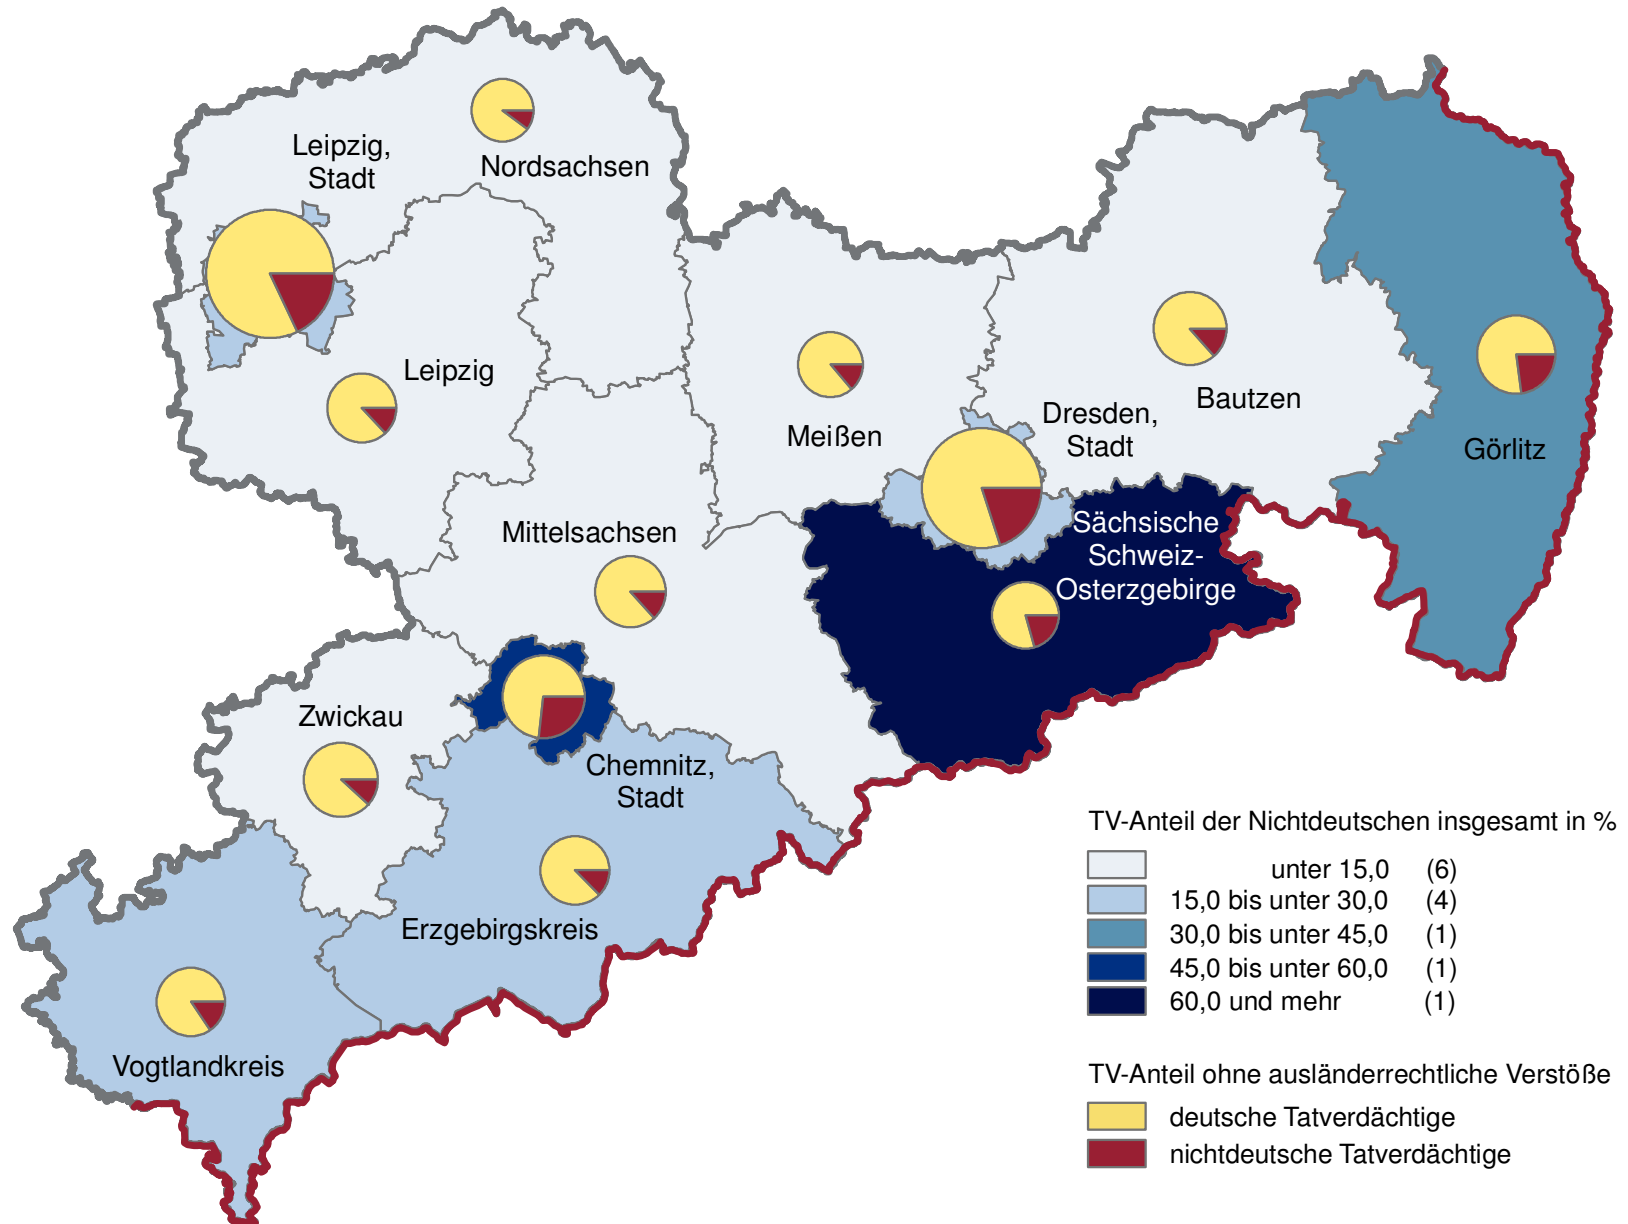 Leipzig,
Stadt
Nordsachsen
Leipzig
Meißen
Bautzen
Dresden,
Stadt
Görlitz
Mittelsachsen
Sächsische
Schweiz-
Osterzgebirge
Zwickau
Chemnitz,
Stadt
Erzgebirgskreis
Vogtlandkreis
TV-Anteil der Nichtdeutschen insgesamt in %
unter 15,0 (6)
15,0 bis unter 30,0 (4)
30,0 bis unter 45,0 (1)
45,0 bis unter 60,0 (1)
60,0 und mehr (1)
TV-Anteil ohne ausländerrechtliche Verstöße
deutsche Tatverdächtige
nichtdeutsche Tatverdächtige